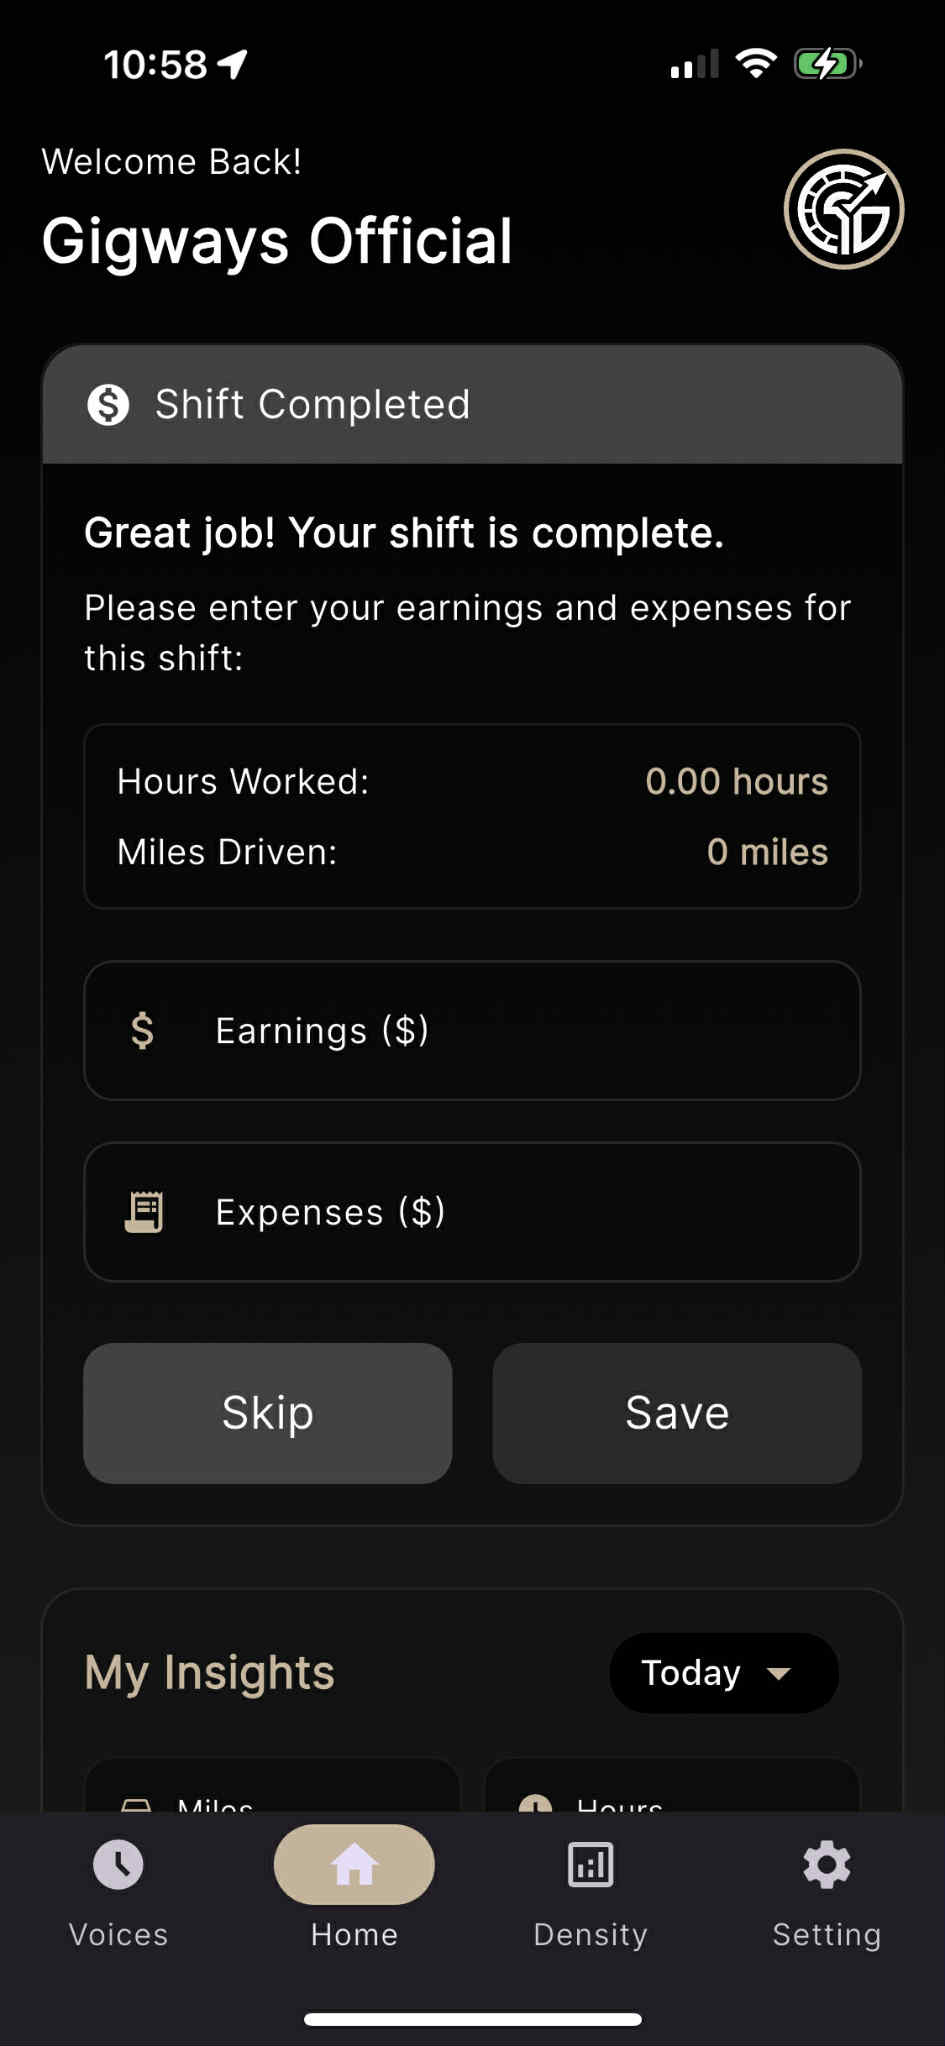 10:58
Welcome Back!
Gigways Official
Shift Completed
Great job! Your shift is complete.
Please enter your earnings and expenses for
this shift:
Hours Worked: 0.00 hours
Miles Driven: 0 miles
$ Earnings ($)
Expenses ($)
Skip Save
My Insights Today
Miles Hours
Voices Home Density Setting